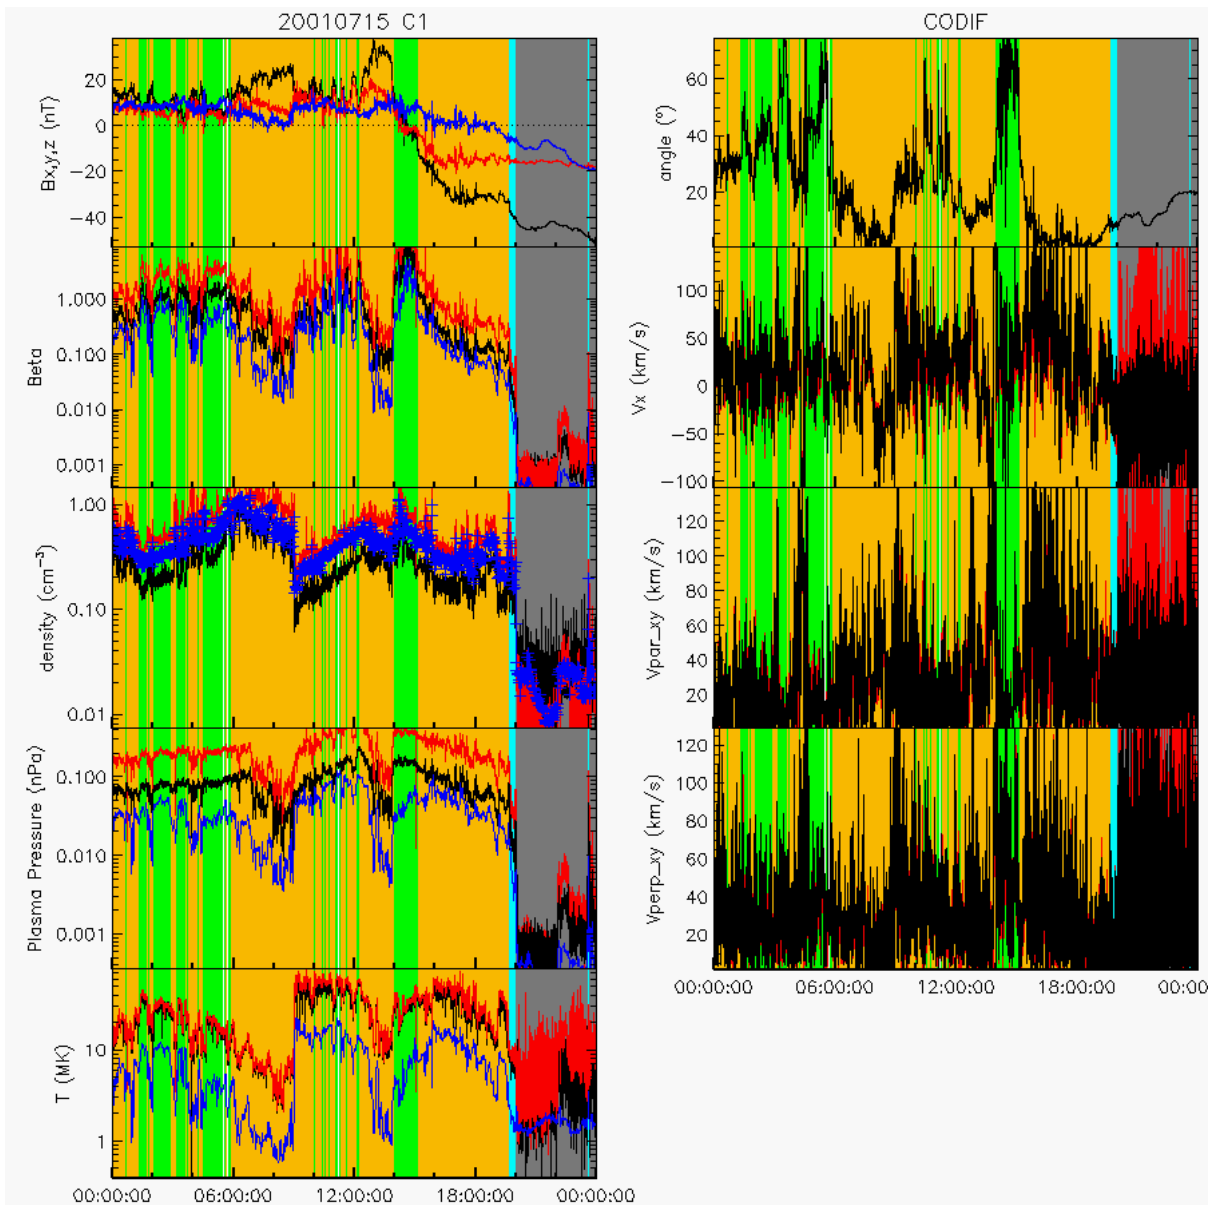 20010715 C1
CODIF
20
0
−20
−40
Bx,y,z (nT)
1.000
0.100
0.010
0.001
Beta
1.00
0.10
0.01
density (cm⁻³)
0.100
0.010
0.001
Plasma Pressure (nPa)
10
1
T (MK)
00:00:00 06:00:00 12:00:00 18:00:00 00:00:00
60
40
20
angle (°)
100
50
0
−50
−100
Vx (km/s)
120
100
80
60
40
20
Vpar_xy (km/s)
120
100
80
60
40
20
Vperp_xy (km/s)
00:00:00 06:00:00 12:00:00 18:00:00 00:00:00